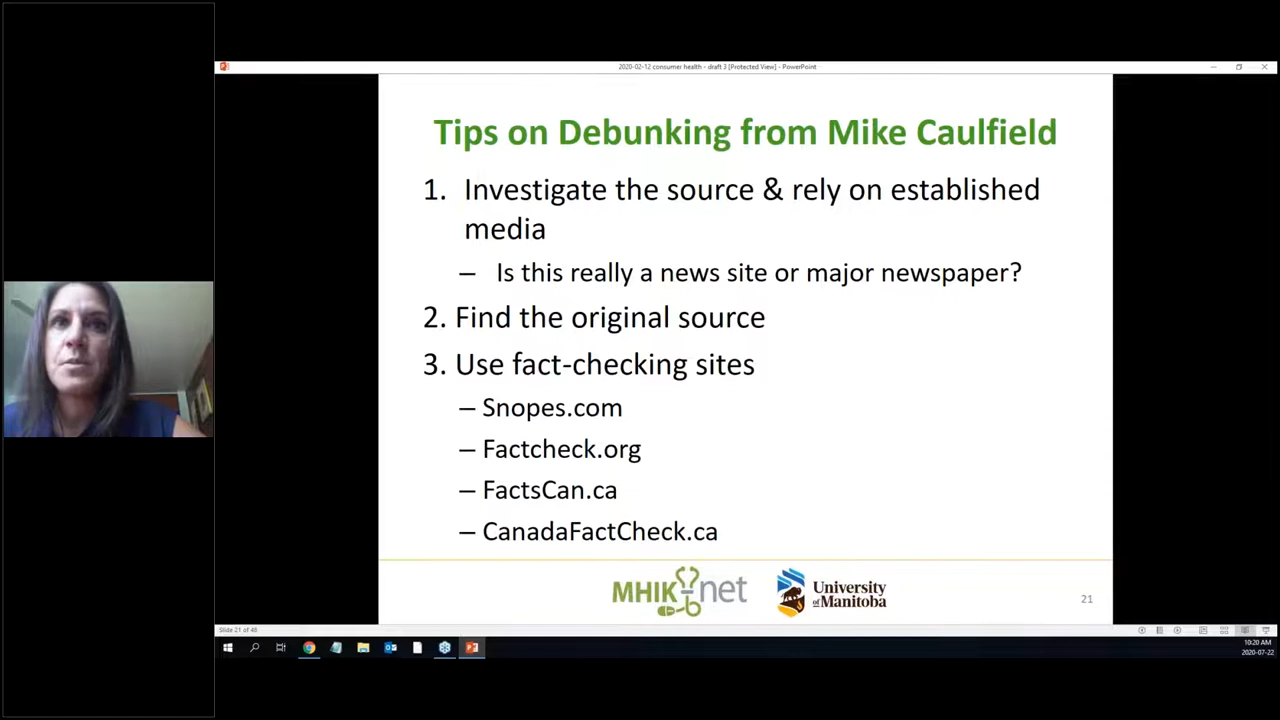 2020-02-12 consumer health - draft 3 [Protected View] - PowerPoint
Tips on Debunking from Mike Caulfield
1. Investigate the source & rely on established
media
– Is this really a news site or major newspaper?
2. Find the original source
3. Use fact-checking sites
– Snopes.com
– Factcheck.org
– FactsCan.ca
– CanadaFactCheck.ca
MHIKnet
University
of Manitoba
21
Slide 21 of 48
10:20 AM
2020-07-22